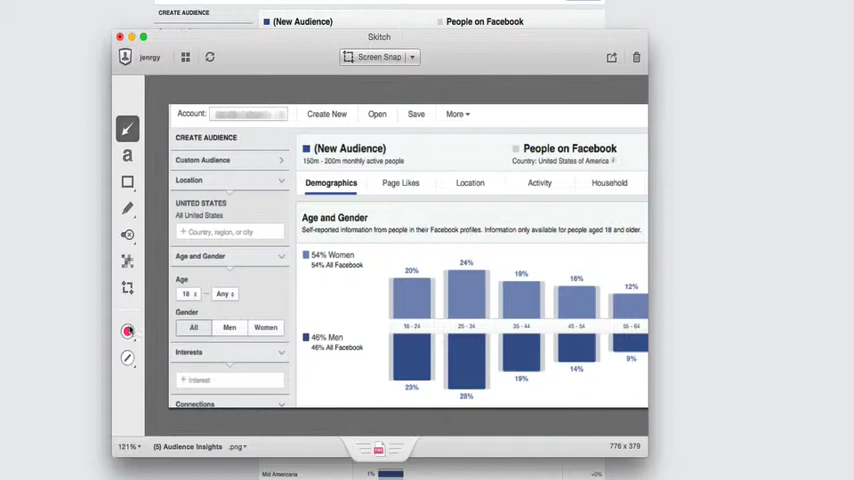 CREATE AUDIENCE
(New Audience)
People on Facebook
Skitch
jenrgy
Screen Snap
Account:
Create New
Open
Save
More
CREATE AUDIENCE
(New Audience)
People on Facebook
Custom Audience
150m - 200m monthly active people
Country: United States of America
Location
Demographics
Page Likes
Location
Activity
Household
UNITED STATES
All United States
Age and Gender
+ Country, region, or city
Self-reported information from people in their Facebook profiles. Information only available for people aged 18 and older.
Age and Gender
54% Women
54% All Facebook
20%
24%
19%
16%
12%
Age
18 – Any
Gender
All
Men
Women
18 - 24
25 - 34
35 - 44
45 - 54
55 - 64
46% Men
46% All Facebook
Interests
+ Interest
23%
28%
19%
14%
9%
Connections
121%
(5) Audience Insights
.png
776 x 379
Mid Americana
1%